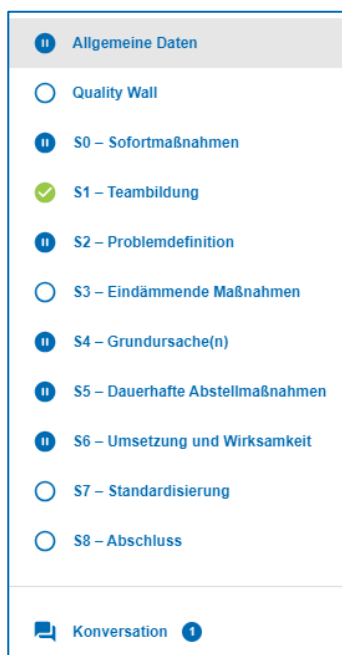 Allgemeine Daten
Quality Wall
S0 – Sofortmaßnahmen
S1 – Teambildung
S2 – Problemdefinition
S3 – Eindämmende Maßnahmen
S4 – Grundursache(n)
S5 – Dauerhafte Abstellmaßnahmen
S6 – Umsetzung und Wirksamkeit
S7 – Standardisierung
S8 – Abschluss
Konversation 1